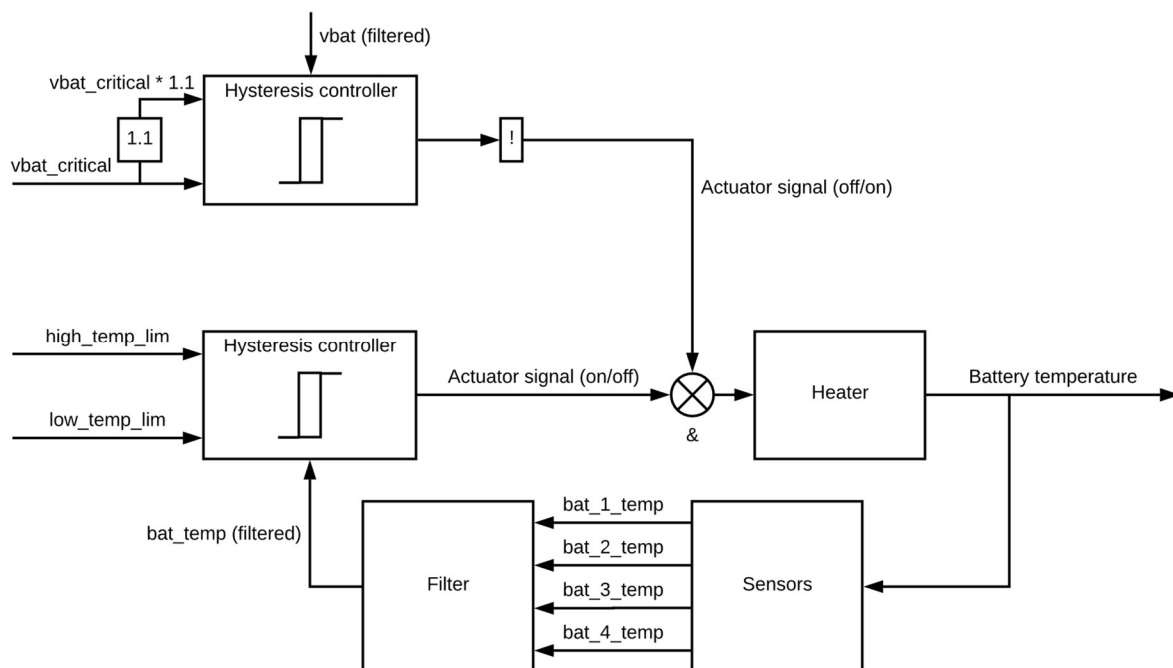 vbat (filtered)
vbat_critical * 1.1
Hysteresis controller
1.1
!
vbat_critical
Actuator signal (off/on)
high_temp_lim
Hysteresis controller
Actuator signal (on/off)
Heater
Battery temperature
low_temp_lim
&
bat_1_temp
bat_temp (filtered)
bat_2_temp
Filter
Sensors
bat_3_temp
bat_4_temp